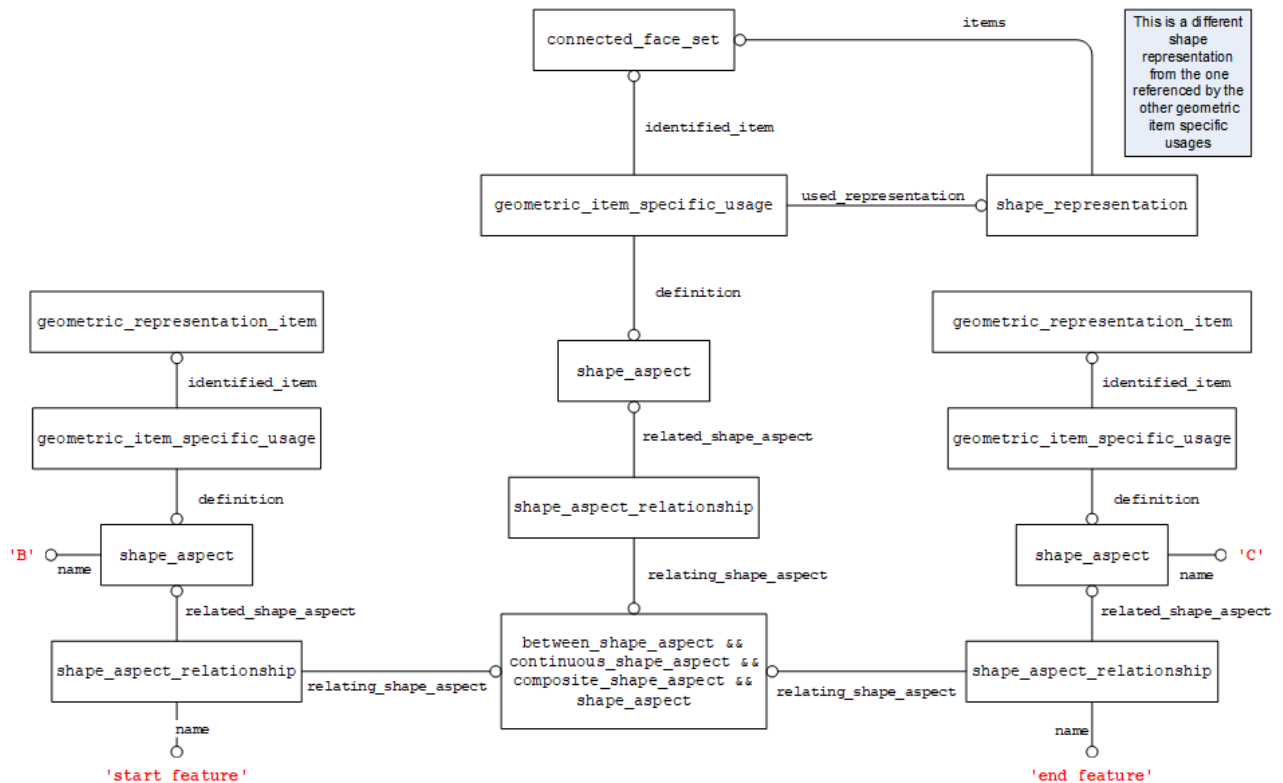 connected_face_set
items
This is a different
shape
representation
from the one
referenced by the
other geometric
item specific
usages
identified_item
geometric_item_specific_usage
used_representation
shape_representation
definition
geometric_representation_item
geometric_representation_item
shape_aspect
identified_item
identified_item
geometric_item_specific_usage
related_shape_aspect
geometric_item_specific_usage
definition
shape_aspect_relationship
definition
'B'
name
shape_aspect
relating_shape_aspect
shape_aspect
name
'C'
related_shape_aspect
related_shape_aspect
between_shape_aspect &&
continuous_shape_aspect &&
composite_shape_aspect &&
shape_aspect
shape_aspect_relationship
relating_shape_aspect
relating_shape_aspect
shape_aspect_relationship
name
name
'start feature'
'end feature'